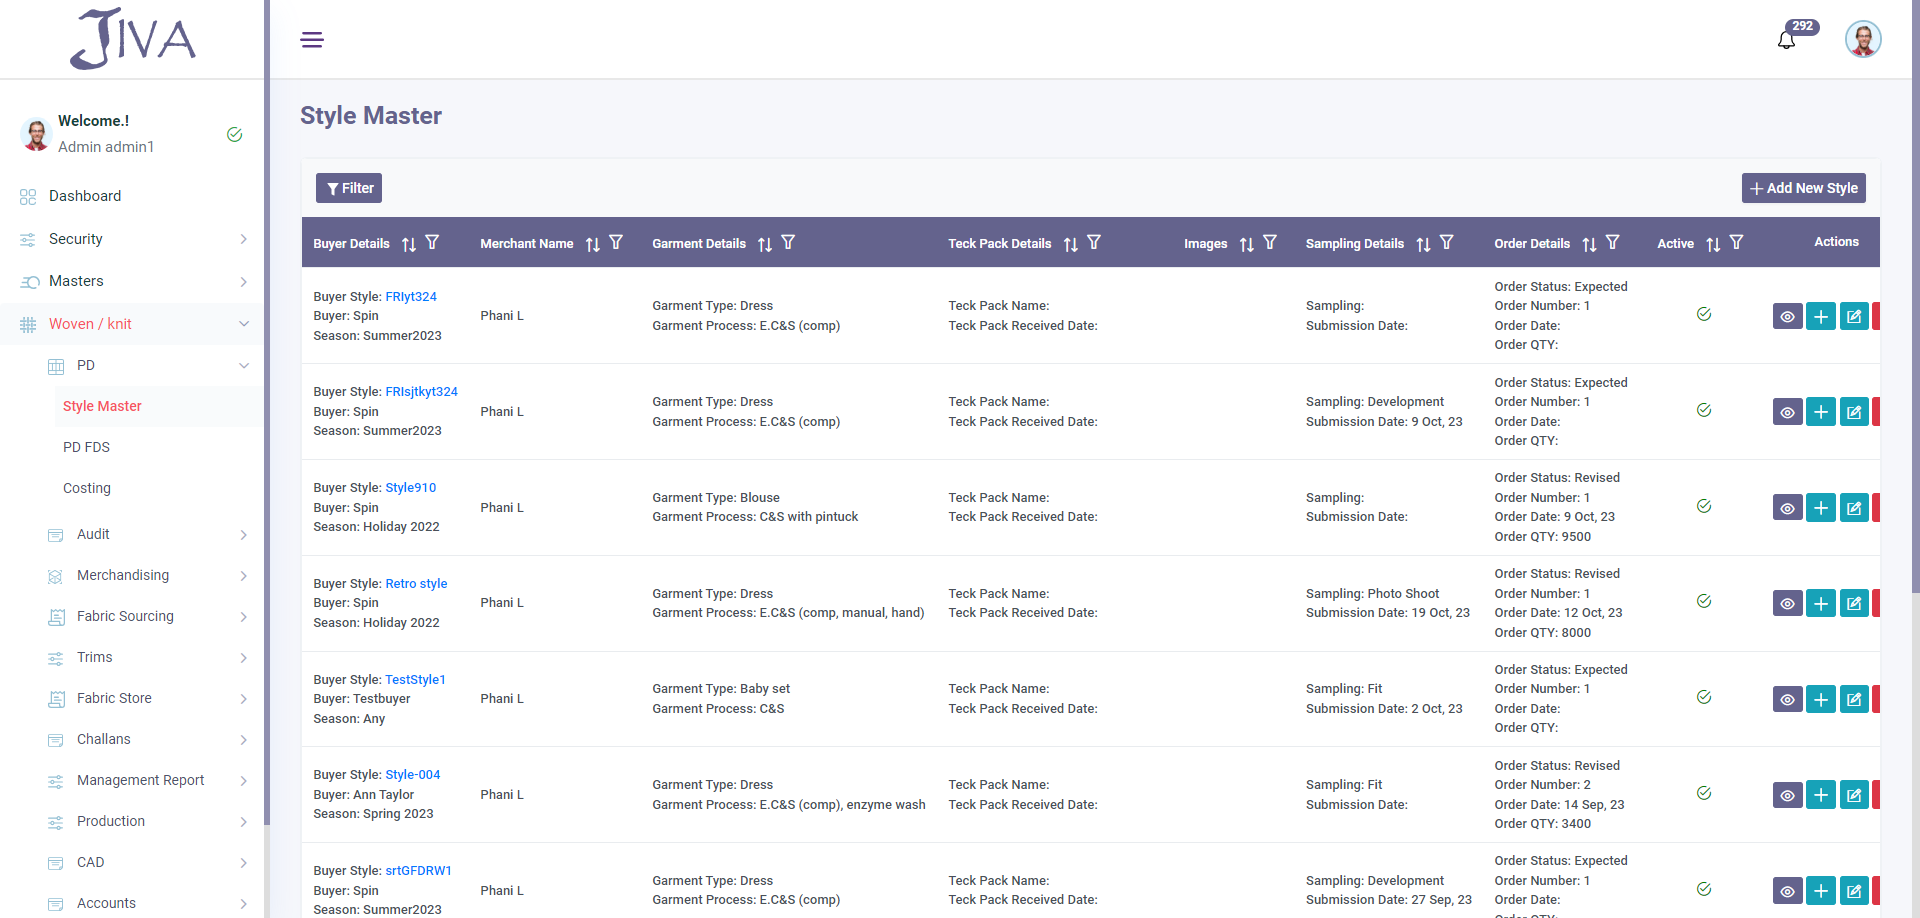 JIVA
292
Welcome.!
Admin admin1
Dashboard
Security
Masters
Woven / knit
PD
Style Master
PD FDS
Costing
Audit
Merchandising
Fabric Sourcing
Trims
Fabric Store
Challans
Management Report
Production
CAD
Accounts
Style Master
Filter
Add New Style
Buyer Details Merchant Name Garment Details Teck Pack Details Images Sampling Details Order Details Active Actions
Buyer Style: FRIyt324
Buyer: Spin
Season: Summer2023
Phani L
Garment Type: Dress
Garment Process: E.C&S (comp)
Teck Pack Name:
Teck Pack Received Date:
Sampling:
Submission Date:
Order Status: Expected
Order Number: 1
Order Date:
Order QTY:
Buyer Style: FRIsjtkyt324
Buyer: Spin
Season: Summer2023
Phani L
Garment Type: Dress
Garment Process: E.C&S (comp)
Teck Pack Name:
Teck Pack Received Date:
Sampling: Development
Submission Date: 9 Oct, 23
Order Status: Expected
Order Number: 1
Order Date:
Order QTY:
Buyer Style: Style910
Buyer: Spin
Season: Holiday 2022
Phani L
Garment Type: Blouse
Garment Process: C&S with pintuck
Teck Pack Name:
Teck Pack Received Date:
Sampling:
Submission Date:
Order Status: Revised
Order Number: 1
Order Date: 9 Oct, 23
Order QTY: 9500
Buyer Style: Retro style
Buyer: Spin
Season: Holiday 2022
Phani L
Garment Type: Dress
Garment Process: E.C&S (comp, manual, hand)
Teck Pack Name:
Teck Pack Received Date:
Sampling: Photo Shoot
Submission Date: 19 Oct, 23
Order Status: Revised
Order Number: 1
Order Date: 12 Oct, 23
Order QTY: 8000
Buyer Style: TestStyle1
Buyer: Testbuyer
Season: Any
Phani L
Garment Type: Baby set
Garment Process: C&S
Teck Pack Name:
Teck Pack Received Date:
Sampling: Fit
Submission Date: 2 Oct, 23
Order Status: Expected
Order Number: 1
Order Date:
Order QTY:
Buyer Style: Style-004
Buyer: Ann Taylor
Season: Spring 2023
Phani L
Garment Type: Dress
Garment Process: E.C&S (comp), enzyme wash
Teck Pack Name:
Teck Pack Received Date:
Sampling: Fit
Submission Date:
Order Status: Revised
Order Number: 2
Order Date: 14 Sep, 23
Order QTY: 3400
Buyer Style: srtGFDRW1
Buyer: Spin
Season: Summer2023
Phani L
Garment Type: Dress
Garment Process: E.C&S (comp)
Teck Pack Name:
Teck Pack Received Date:
Sampling: Development
Submission Date: 27 Sep, 23
Order Status: Expected
Order Number: 1
Order Date: